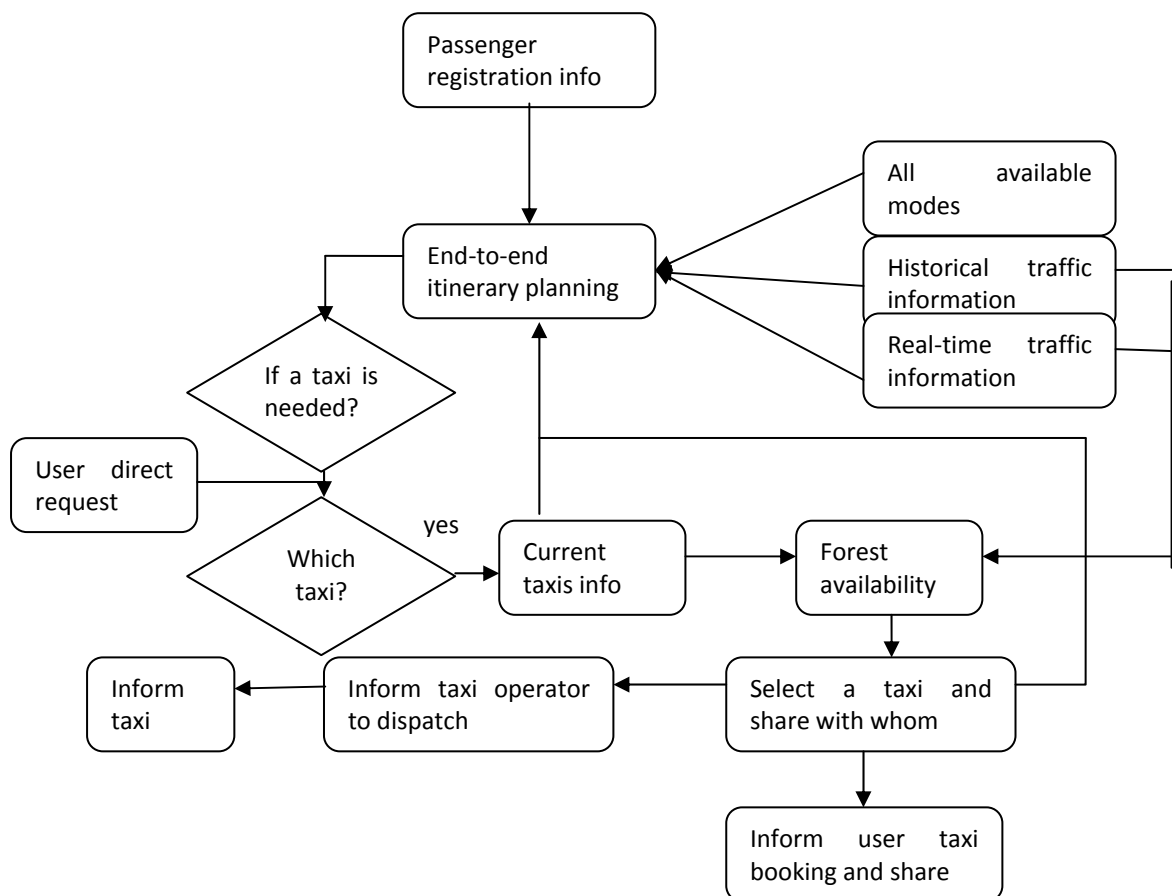 Passenger
registration info
All available
modes
End-to-end
itinerary planning
Historical traffic
information
Real-time traffic
information
If a taxi is
needed?
User direct
request
yes
Which
taxi?
Current
taxis info
Forest
availability
Inform
taxi
Inform taxi operator
to dispatch
Select a taxi and
share with whom
Inform user taxi
booking and share